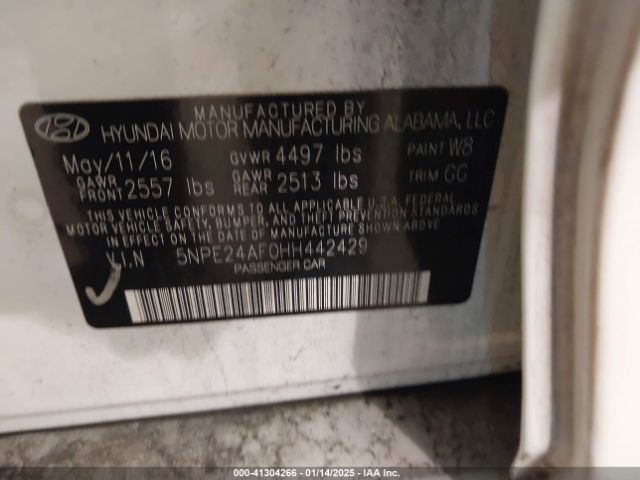 MANUFACTURED BY
HYUNDAI MOTOR MANUFACTURING ALABAMA, LLC
May/11/16 GVWR 4497 lbs PAINT W8
GAWR FRONT 2557 lbs GAWR REAR 2513 lbs TRIM GG
THIS VEHICLE CONFORMS TO ALL APPLICABLE U.S.A. FEDERAL
MOTOR VEHICLE SAFETY, BUMPER, AND THEFT PREVENTION STANDARDS
IN EFFECT ON THE DATE OF MANUFACTURE SHOWN ABOVE.
V.I.N 5NPE24AF0HH442429
PASSENGER CAR
000-41304266 - 01/14/2025 - IAA Inc.